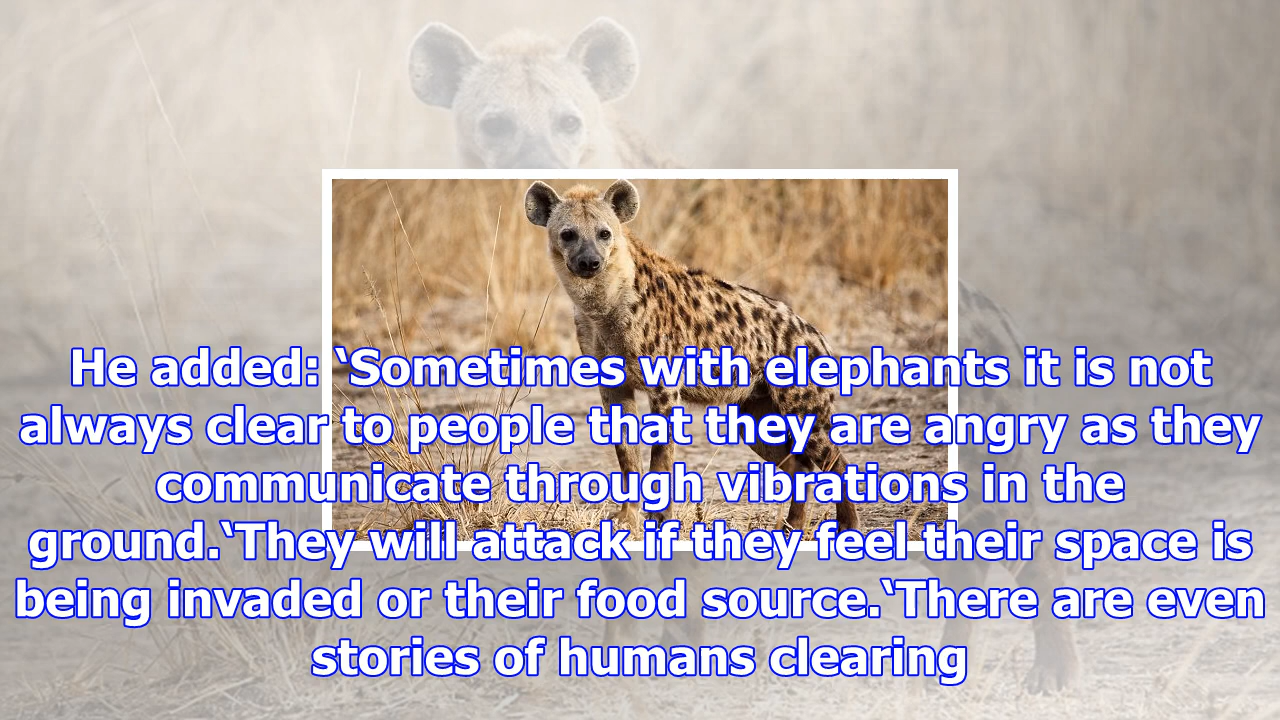 He added: ‘Sometimes with elephants it is not
always clear to people that they are angry as they
communicate through vibrations in the
ground.‘They will attack if they feel their space is
being invaded or their food source.‘There are even
stories of humans clearing